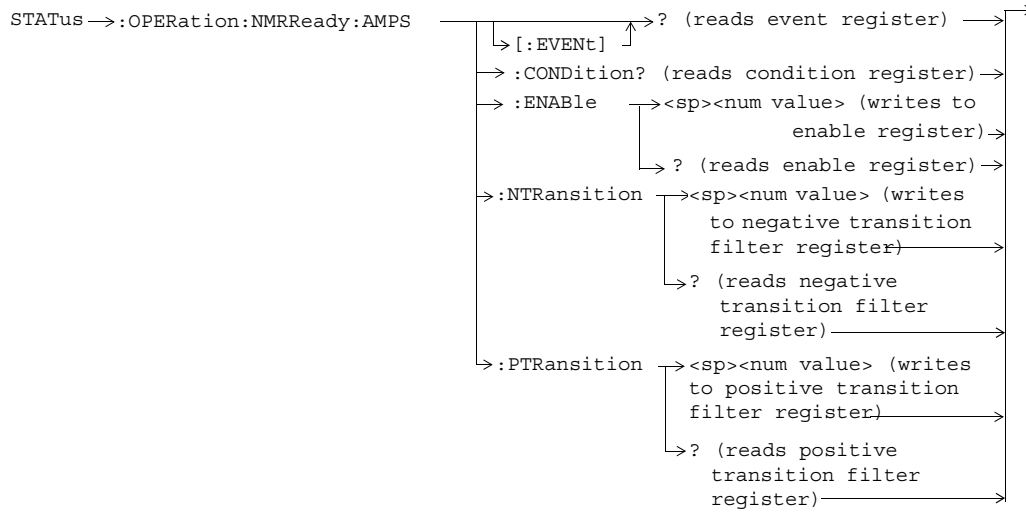 STATus :OPERation:NMRReady:AMPS ? (reads event register)
[:EVENt]
:CONDition? (reads condition register)
:ENABle <sp><num value> (writes to
enable register)
? (reads enable register)
:NTRansition <sp><num value> (writes
to negative transition
filter register)
? (reads negative
transition filter
register)
:PTRansition <sp><num value> (writes
to positive transition
filter register)
? (reads positive
transition filter
register)